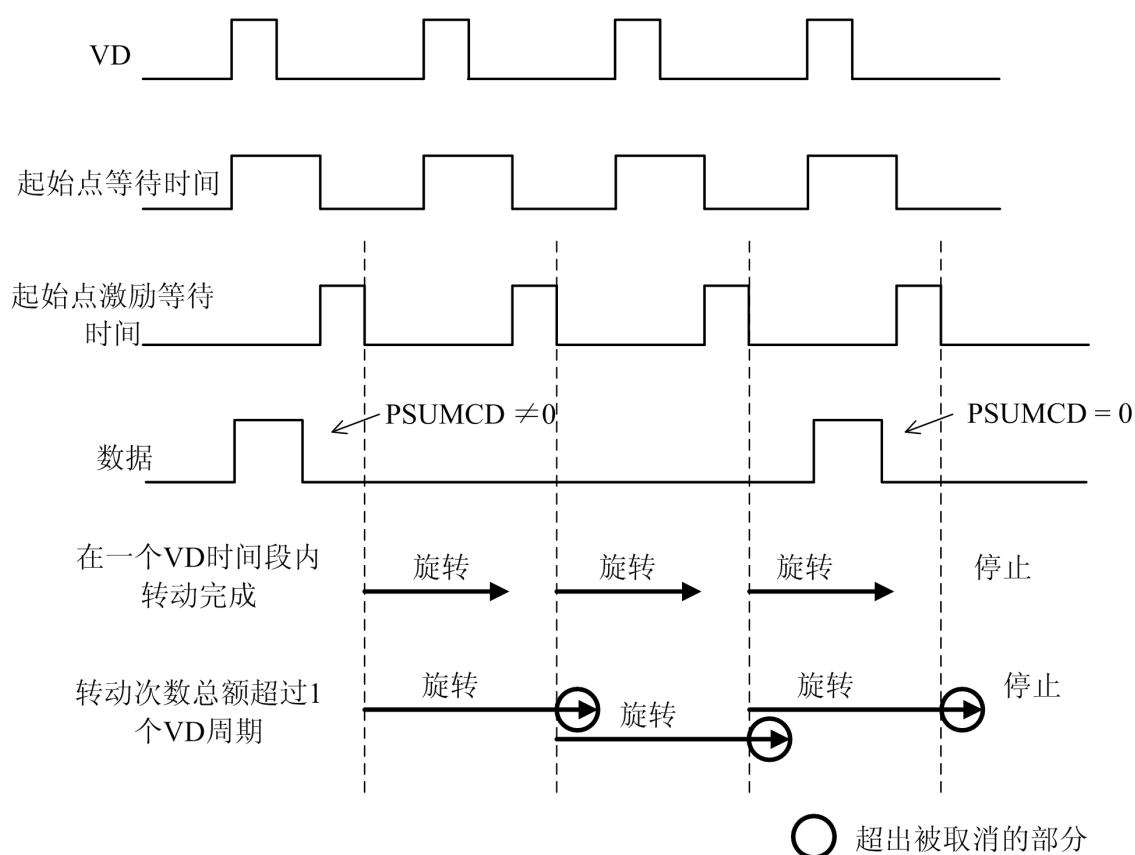 VD
起始点等待时间
起始点激励等待
时间
PSUMCD ≠0
PSUMCD = 0
数据
在一个VD时间段内
转动完成
旋转
旋转
旋转
停止
转动次数总额超过1
个VD周期
旋转
旋转
旋转
停止
超出被取消的部分